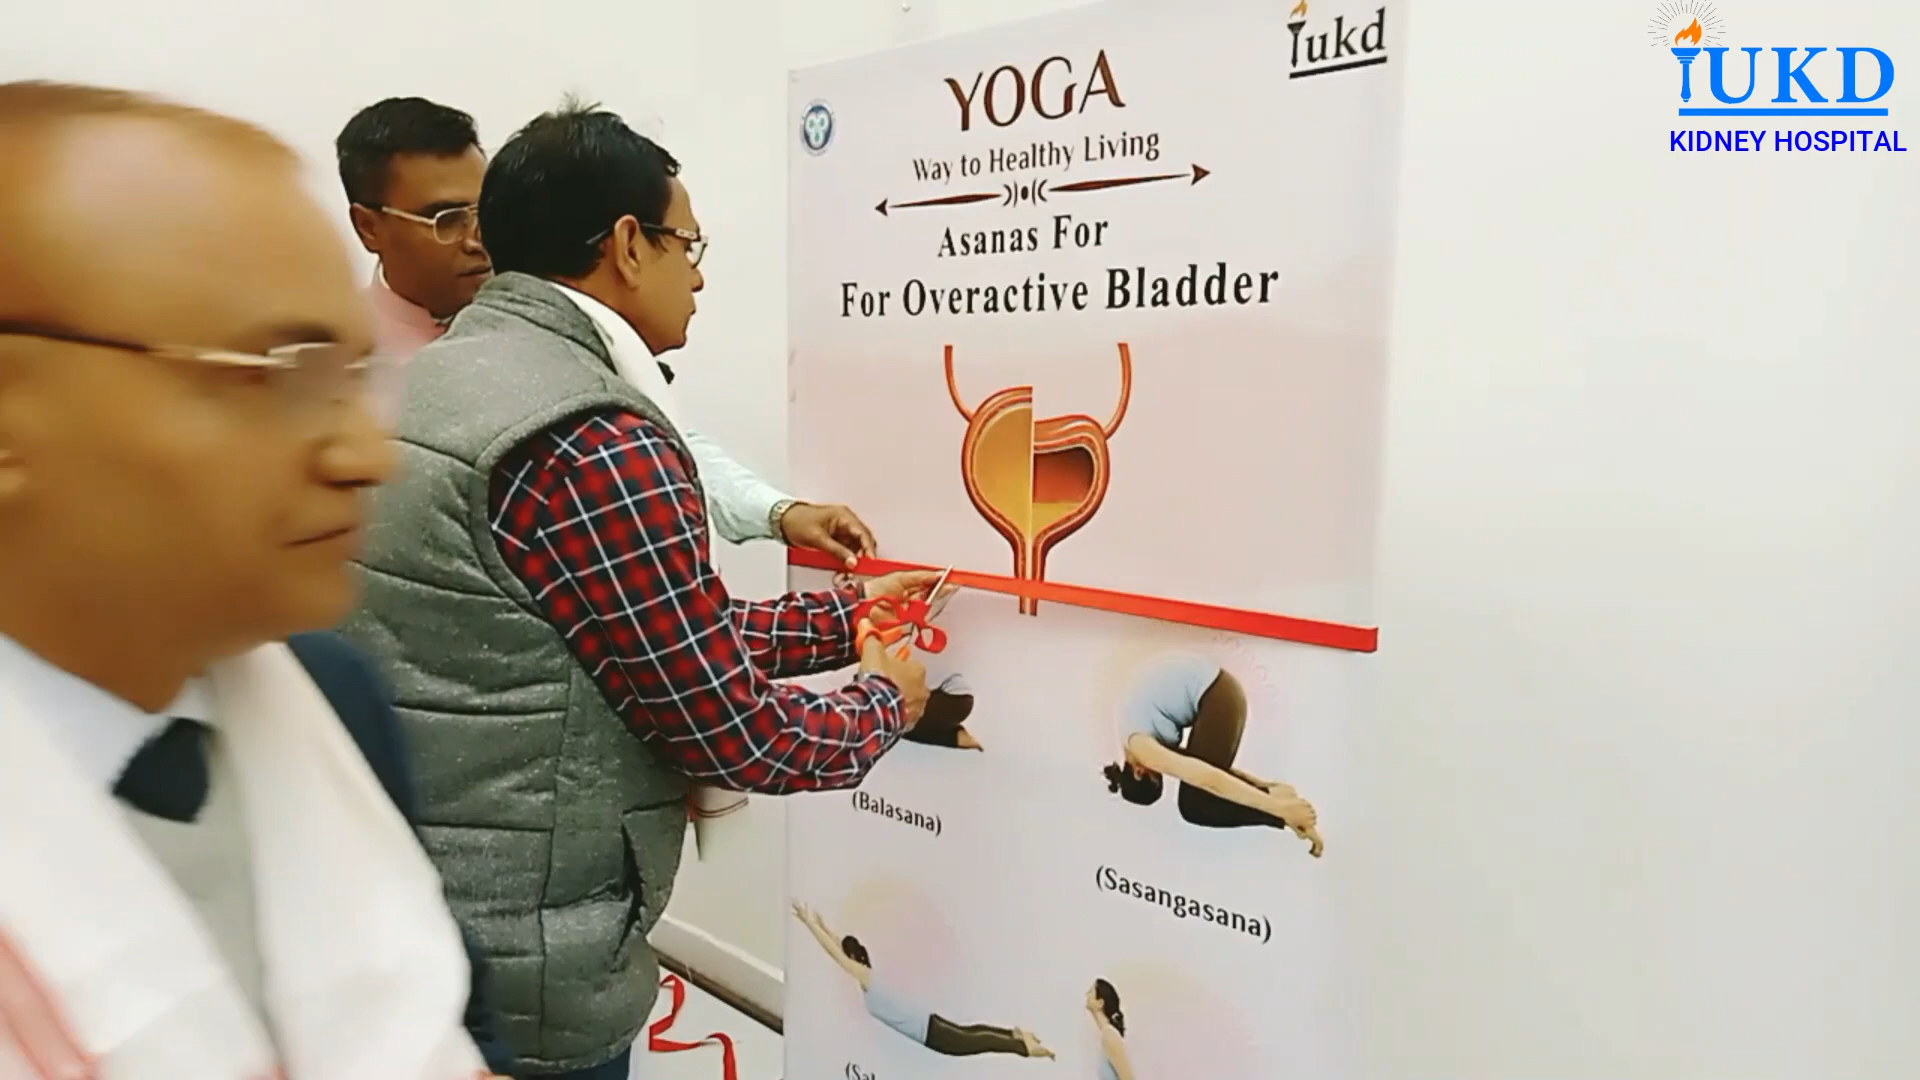 YOGA
Way to Healthy Living
Asanas For
For Overactive Bladder
iukd
IUKD
KIDNEY HOSPITAL
(Balasana)
(Sasangasana)